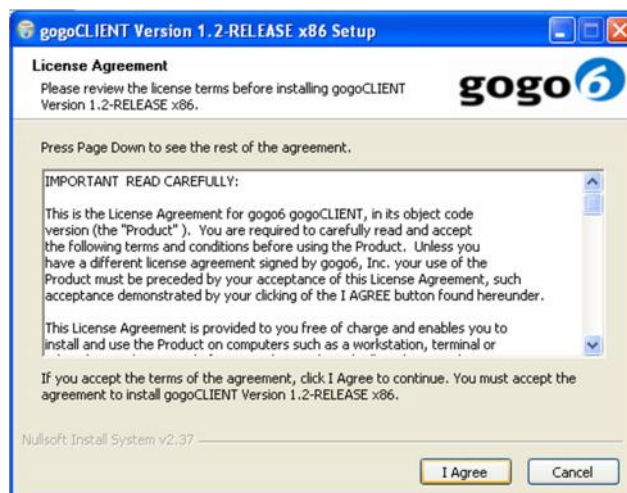 gogoCLIENT Version 1.2-RELEASE x86 Setup
License Agreement
Please review the license terms before installing gogoCLIENT
Version 1.2-RELEASE x86.
gogo6
Press Page Down to see the rest of the agreement.
IMPORTANT READ CAREFULLY:
This is the License Agreement for gogo6 gogoCLIENT, in its object code
version (the "Product" ). You are required to carefully read and accept
the following terms and conditions before using the Product. Unless you
have a different license agreement signed by gogo6, Inc. your use of the
Product must be preceded by your acceptance of this License Agreement, such
acceptance demonstrated by your clicking of the I AGREE button found hereunder.
This License Agreement is provided to you free of charge and enables you to
install and use the Product on computers such as a workstation, terminal or
If you accept the terms of the agreement, click I Agree to continue. You must accept the
agreement to install gogoCLIENT Version 1.2-RELEASE x86.
Nullsoft Install System v2.37
I Agree
Cancel